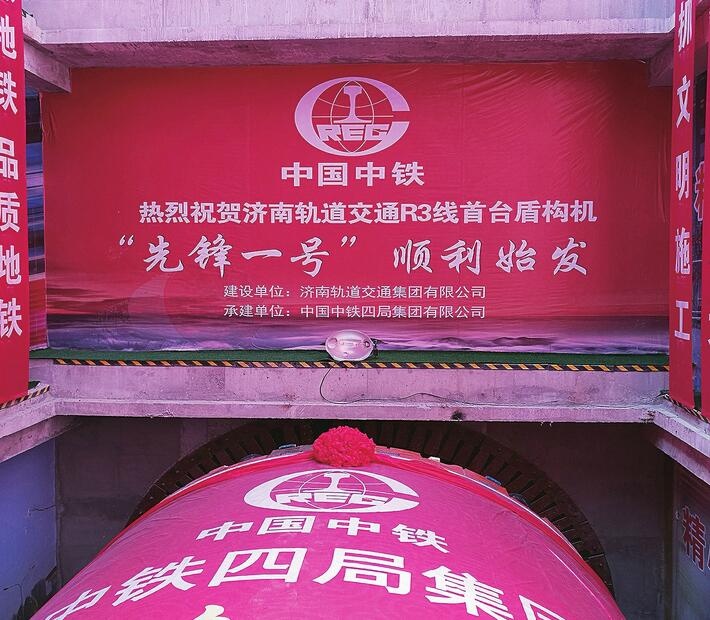 地铁 品质地铁
CREG
中国中铁
热烈祝贺济南轨道交通R3线首台盾构机
“先锋一号”顺利始发
建设单位：济南轨道交通集团有限公司
承建单位：中国中铁四局集团有限公司
抓文明施工
CREG
中国中铁
中铁四局集团
精